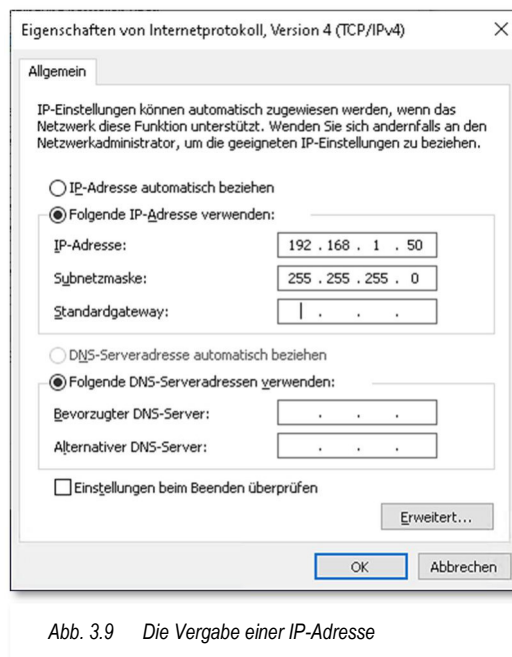 Eigenschaften von Internetprotokoll, Version 4 (TCP/IPv4)
Allgemein
IP-Einstellungen können automatisch zugewiesen werden, wenn das
Netzwerk diese Funktion unterstützt. Wenden Sie sich andernfalls an den
Netzwerkadministrator, um die geeigneten IP-Einstellungen zu beziehen.
IP-Adresse automatisch beziehen
Folgende IP-Adresse verwenden:
IP-Adresse: 192 . 168 . 1 . 50
Subnetzmaske: 255 . 255 . 255 . 0
Standardgateway: . . .
DNS-Serveradresse automatisch beziehen
Folgende DNS-Serveradressen verwenden:
Bevorzugter DNS-Server: . . .
Alternativer DNS-Server: . . .
Einstellungen beim Beenden überprüfen
Erweitert...
OK Abbrechen
Abb. 3.9 Die Vergabe einer IP-Adresse